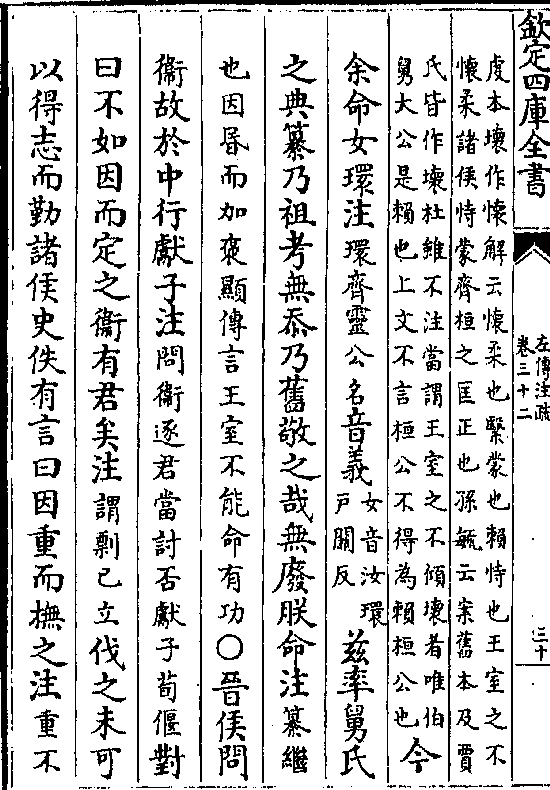 欽定四庫全書
左傳注疏
卷三十二
三十
虔本壞作懷解云懷柔也繄蒙也賴恃也王室之不
懷柔諸侯恃蒙齊桓之匡正也孫毓云案舊本及賈
氏皆作壞杜雖不注當謂王室之不傾壞者唯伯
舅大公是賴也上文不言桓公不得為賴桓公也今
余命女環注環齊靈公名音義女音汝環
戸關反兹率舅氏
之典纂乃祖考無忝乃舊敬之哉無廢朕命注纂繼
也因昬而加褒顯傳言王室不能命有功○晉侯問
衞故於中行獻子注問衞逐君當討否獻子荀偃對
曰不如因而定之衞有君矣注謂剽已立伐之未可
以得志而勤諸侯史佚有言曰因重而撫之注重不